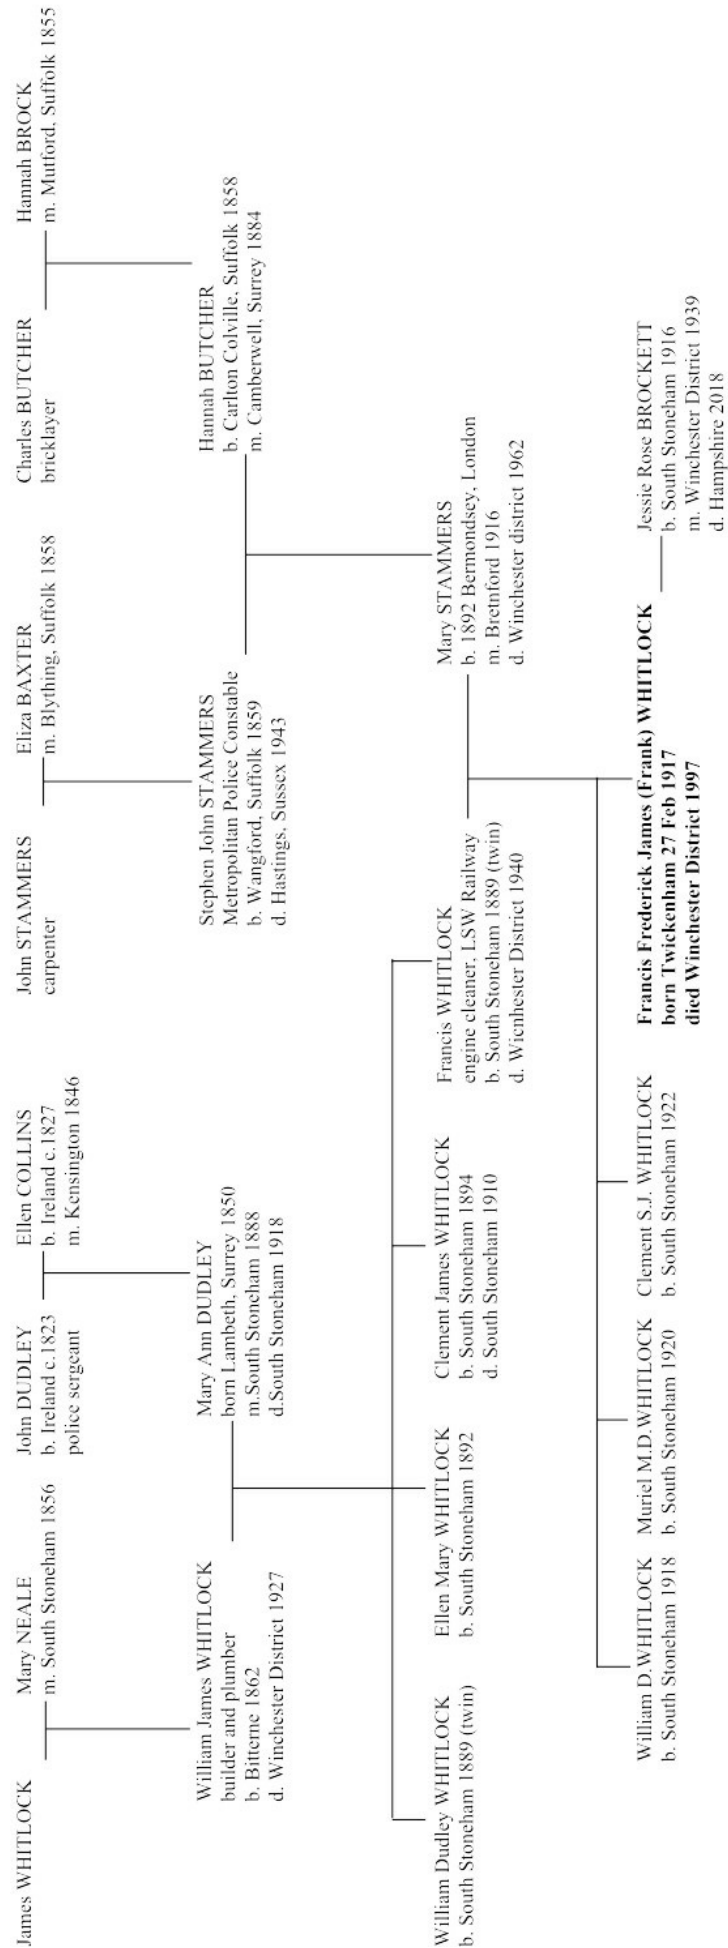 James WHITLOCK
Mary NEALE
m. South Stoneham 1856
John DUDLEY
b. Ireland c.1823
police sergeant
Ellen COLLINS
b. Ireland c.1827
m. Kensington 1846
John STAMMERS
carpenter
Eliza BAXTER
m. Blything, Suffolk 1858
Charles BUTCHER
bricklayer
Hannah BROCK
m. Mutford, Suffolk 1855
William James WHITLOCK
builder and plumber
b. Bitterne 1862
d. Winchester District 1927
Mary Ann DUDLEY
born Lambeth, Surrey 1850
m.South Stoneham 1888
d.South Stoneham 1918
Stephen John STAMMERS
Metropolitan Police Constable
b. Wangford, Suffolk 1859
d. Hastings, Sussex 1943
Hannah BUTCHER
b. Carlton Colville, Suffolk 1858
m. Camberwell, Surrey 1884
William Dudley WHITLOCK
b. South Stoneham 1889 (twin)
Ellen Mary WHITLOCK
b. South Stoneham 1892
Clement James WHITLOCK
b. South Stoneham 1894
d. South Stoneham 1910
Francis WHITLOCK
engine cleaner, LSW Railway
b. South Stoneham 1889 (twin)
d. Wicnhester District 1940
Mary STAMMERS
b. 1892 Bermondsey, London
m. Bretnford 1916
d. Winchester district 1962
William D.WHITLOCK
b. South Stoneham 1918
Muriel M.D.WHITLOCK
b. South Stoneham 1920
Clement S.J. WHITLOCK
b. South Stoneham 1922
Francis Frederick James (Frank) WHITLOCK
born Twickenham 27 Feb 1917
died Winchester District 1997
Jessie Rose BROCKETT
b. South Stoneham 1916
m. Winchester District 1939
d. Hampshire 2018